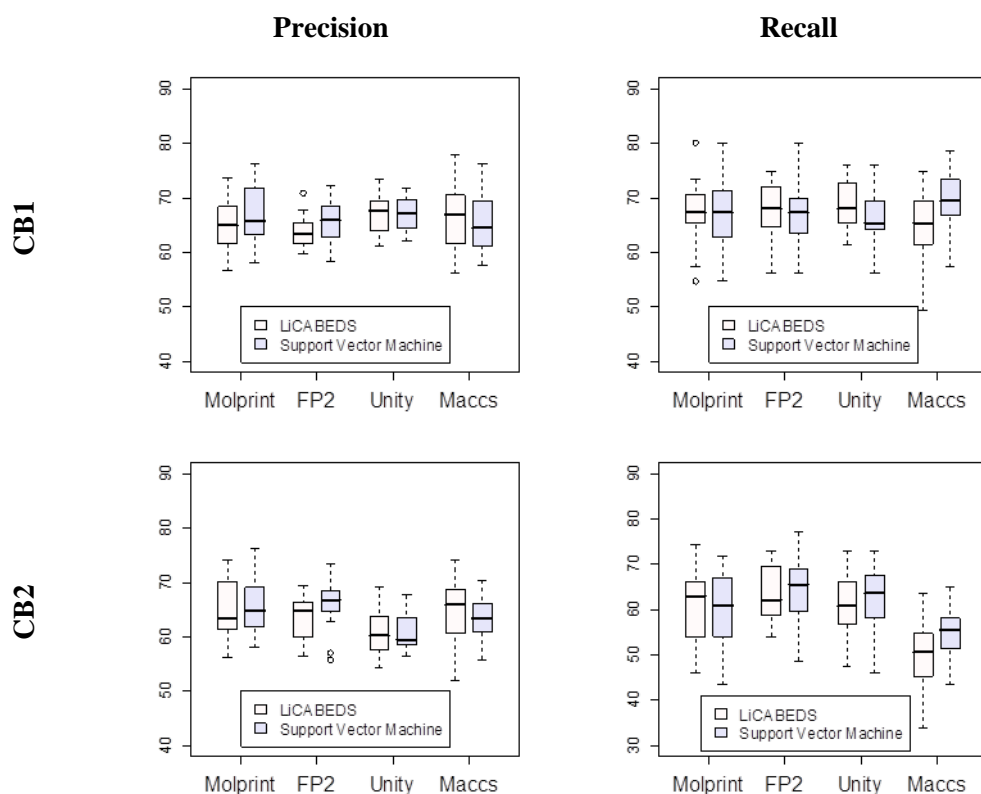 Precision Recall
CB1
90
80
70
60
50
40
LiCABEDS
Support Vector Machine
Molprint FP2 Unity Maccs
90
80
70
60
50
40
LiCABEDS
Support Vector Machine
Molprint FP2 Unity Maccs
CB2
90
80
70
60
50
40
LiCABEDS
Support Vector Machine
Molprint FP2 Unity Maccs
90
80
70
60
50
40
30
LiCABEDS
Support Vector Machine
Molprint FP2 Unity Maccs